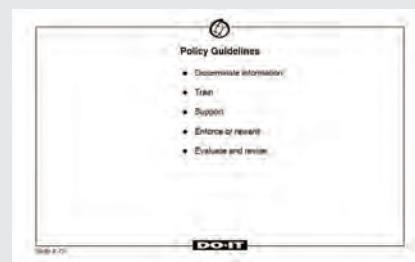 Policy Guidelines
Disseminate information
Train
Support
Enforce or reward
Evaluate and revise
DO-IT